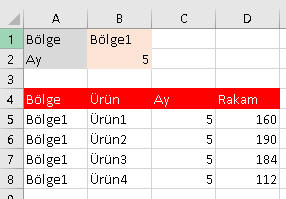 A B C D
1 Bölge Bölge1
2 Ay 5
3
4 Bölge Ürün Ay Rakam
5 Bölge1 Ürün1 5 160
6 Bölge1 Ürün2 5 190
7 Bölge1 Ürün3 5 184
8 Bölge1 Ürün4 5 112